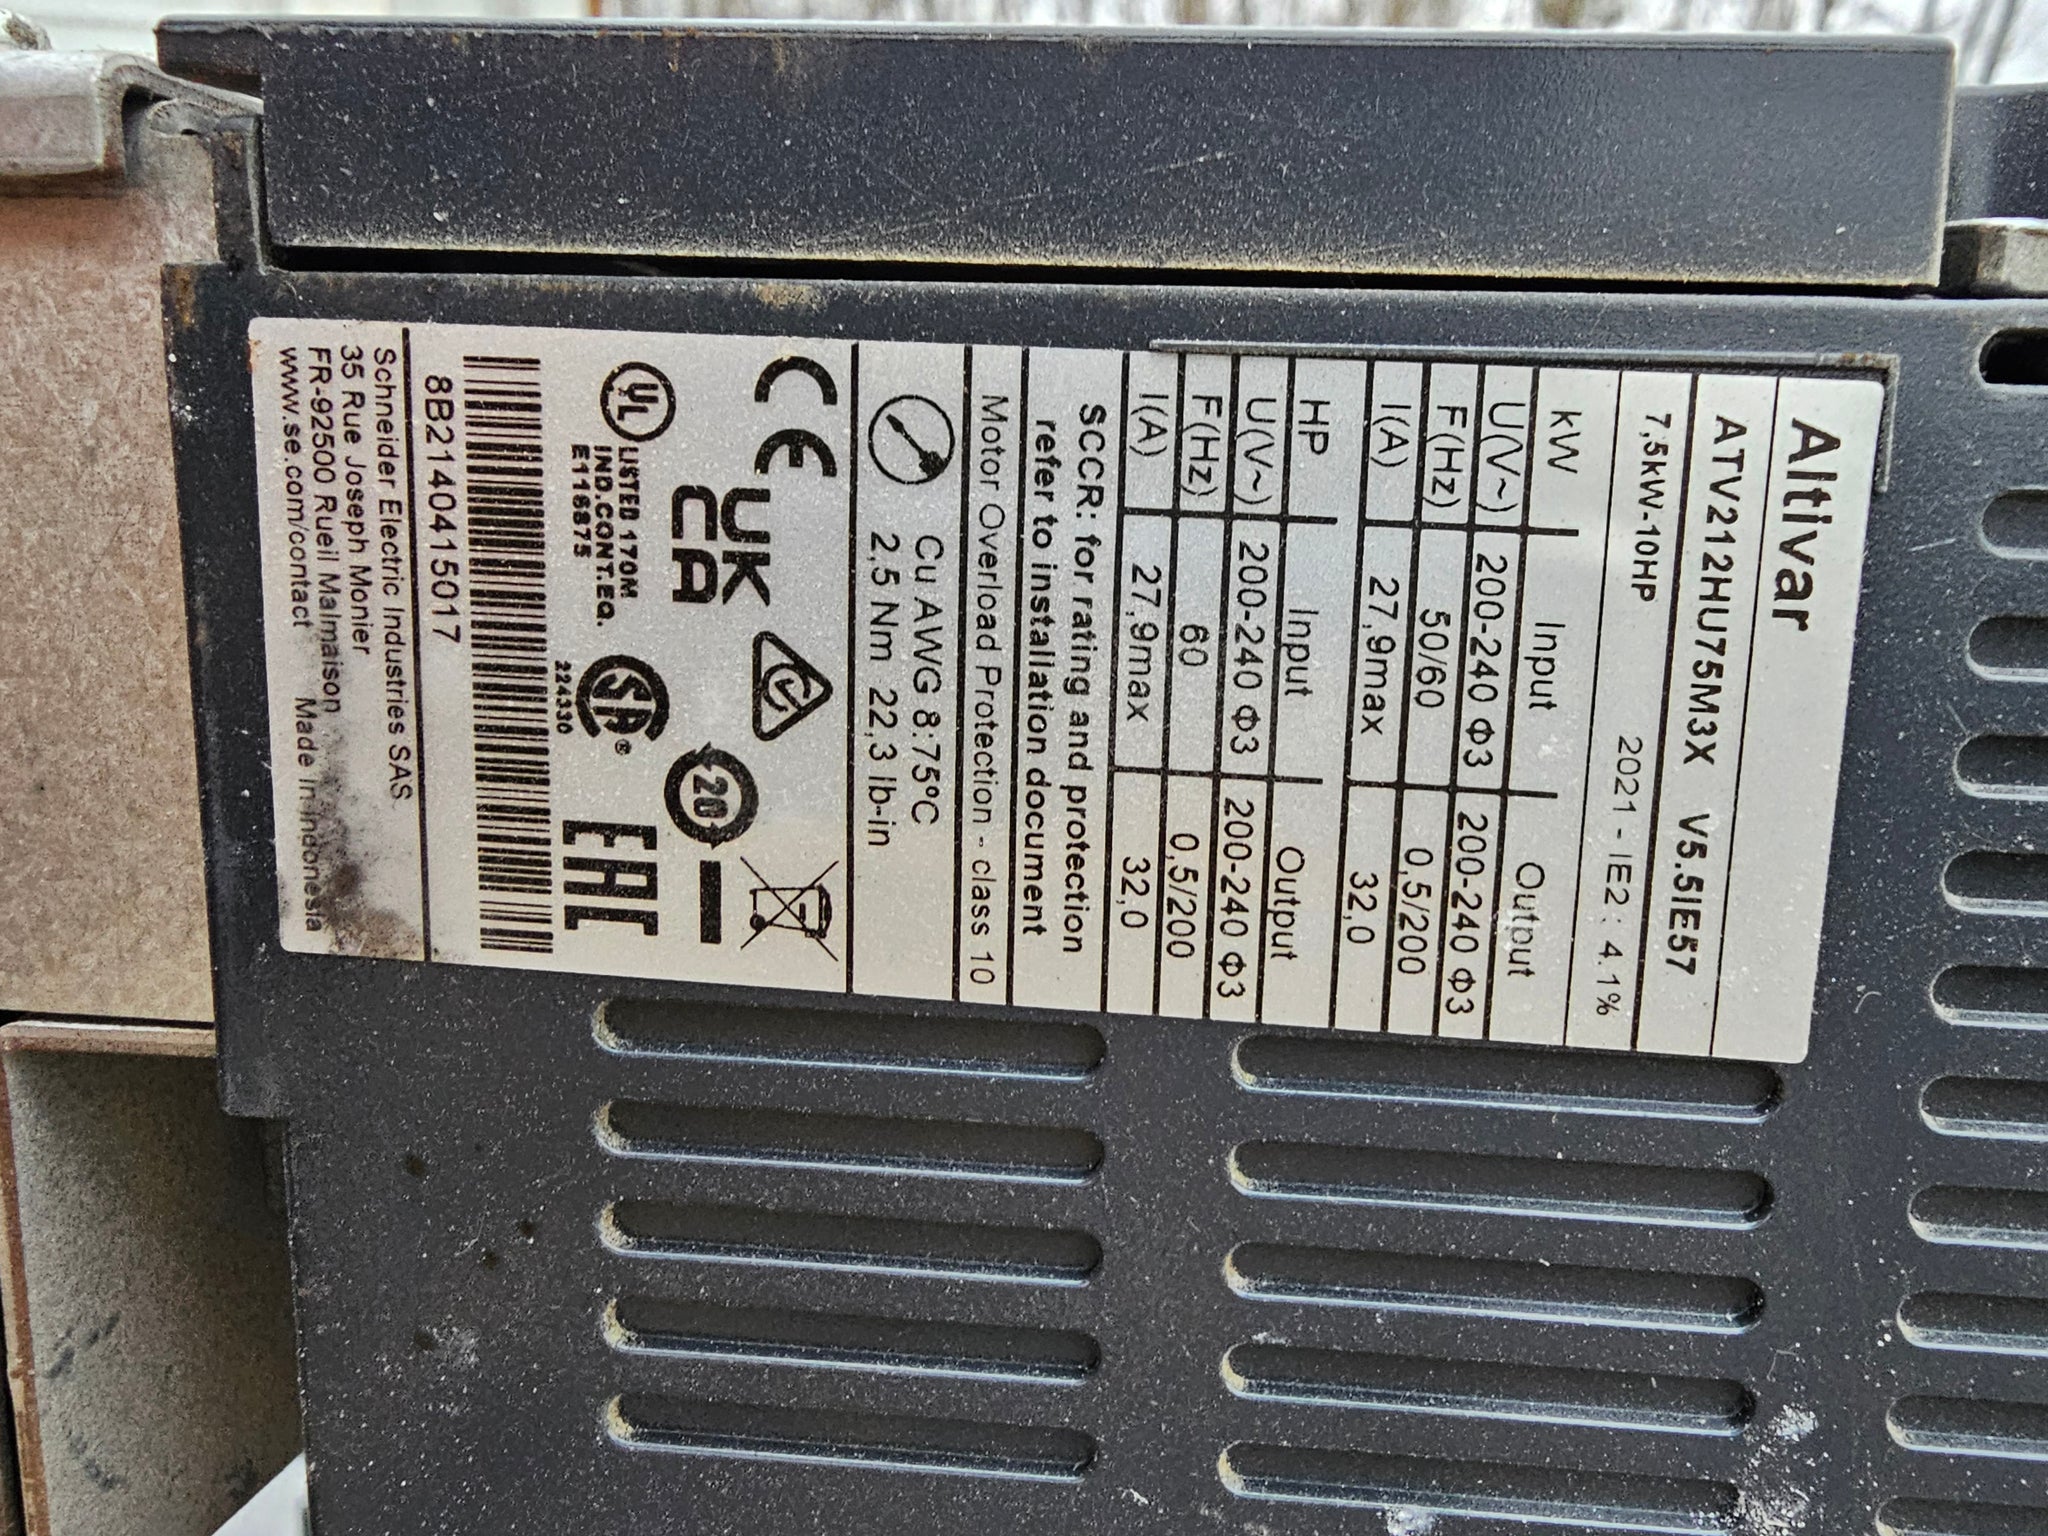 Altivar
ATV212HU75M3X V5.5IE57
7,5kW-10HP 2021 - IE2 : 4.1%
kW Input Output
U(V~) 200-240 Φ3 200-240 Φ3
F(Hz) 50/60 0,5/200
I(A) 27,9max 32,0
HP Input Output
U(V~) 200-240 Φ3 200-240 Φ3
F(Hz) 60 0,5/200
I(A) 27,9max 32,0
SCCR: for rating and protection
refer to installation document
Motor Overload Protection - class 10
Cu AWG 8:75ºC
2,5 Nm 22,3 lb-in
CE
UK
CA
20
UL LISTED 170M
IND.CONT.EQ.
E116875
SA®
224330
EAC
8B21404150​17
Schneider Electric Industries SAS
35 Rue Joseph Monier
FR-92500 Rueil Malmaison
www.se.com/contact Made in Indonesia